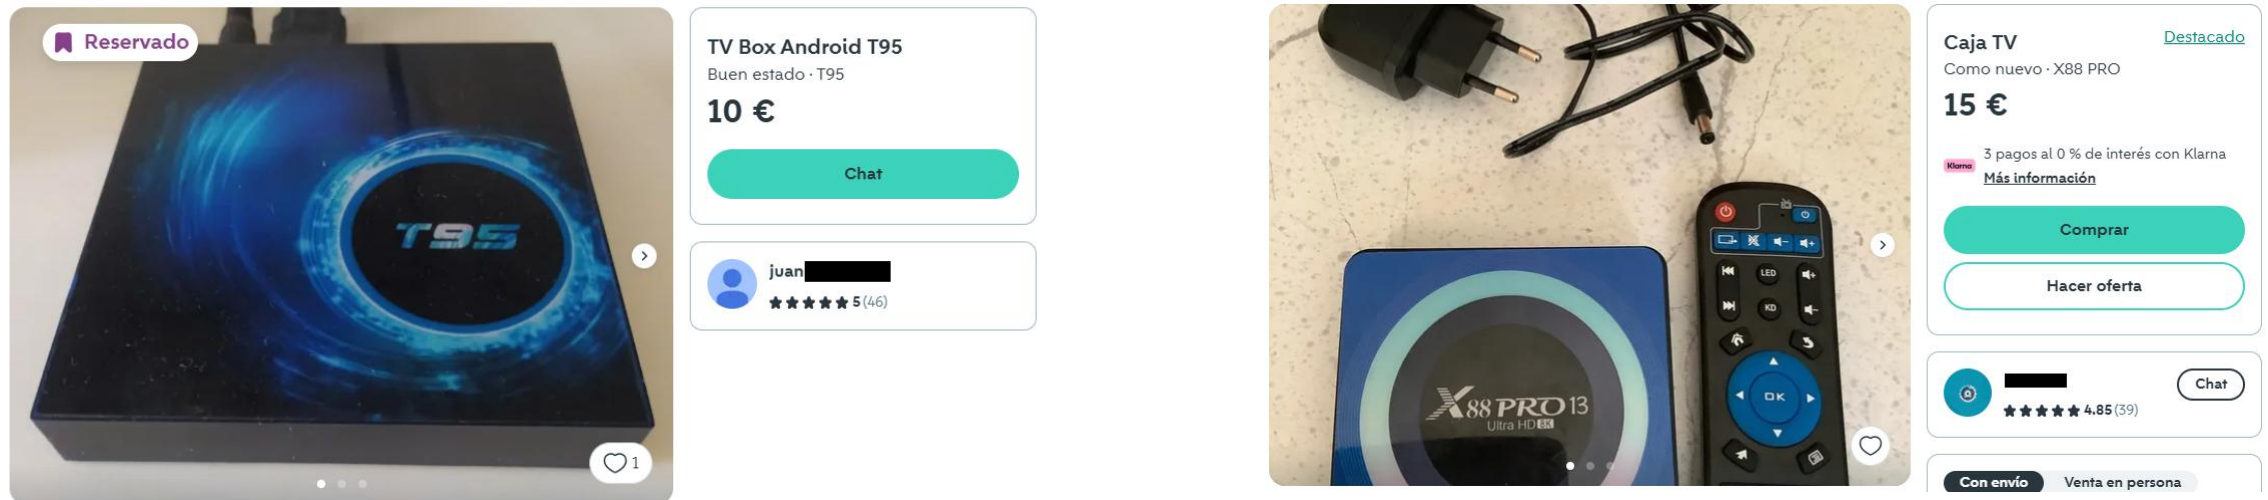 Reservado
T95
1
TV Box Android T95
Buen estado · T95
10 €
Chat
juan
5 (46)
X88 PRO 13
Ultra HD 8K
LED
KD
OK
Caja TV
Destacado
Como nuevo · X88 PRO
15 €
Klarna
3 pagos al 0 % de interés con Klarna
Más información
Comprar
Hacer oferta
Chat
4.85 (39)
Con envío
Venta en persona